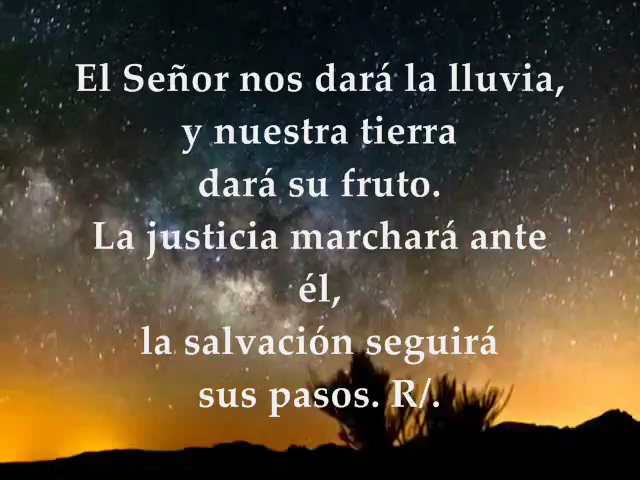 El Señor nos dará la lluvia,
y nuestra tierra
dará su fruto.
La justicia marchará ante
él,
la salvación seguirá
sus pasos. R/.